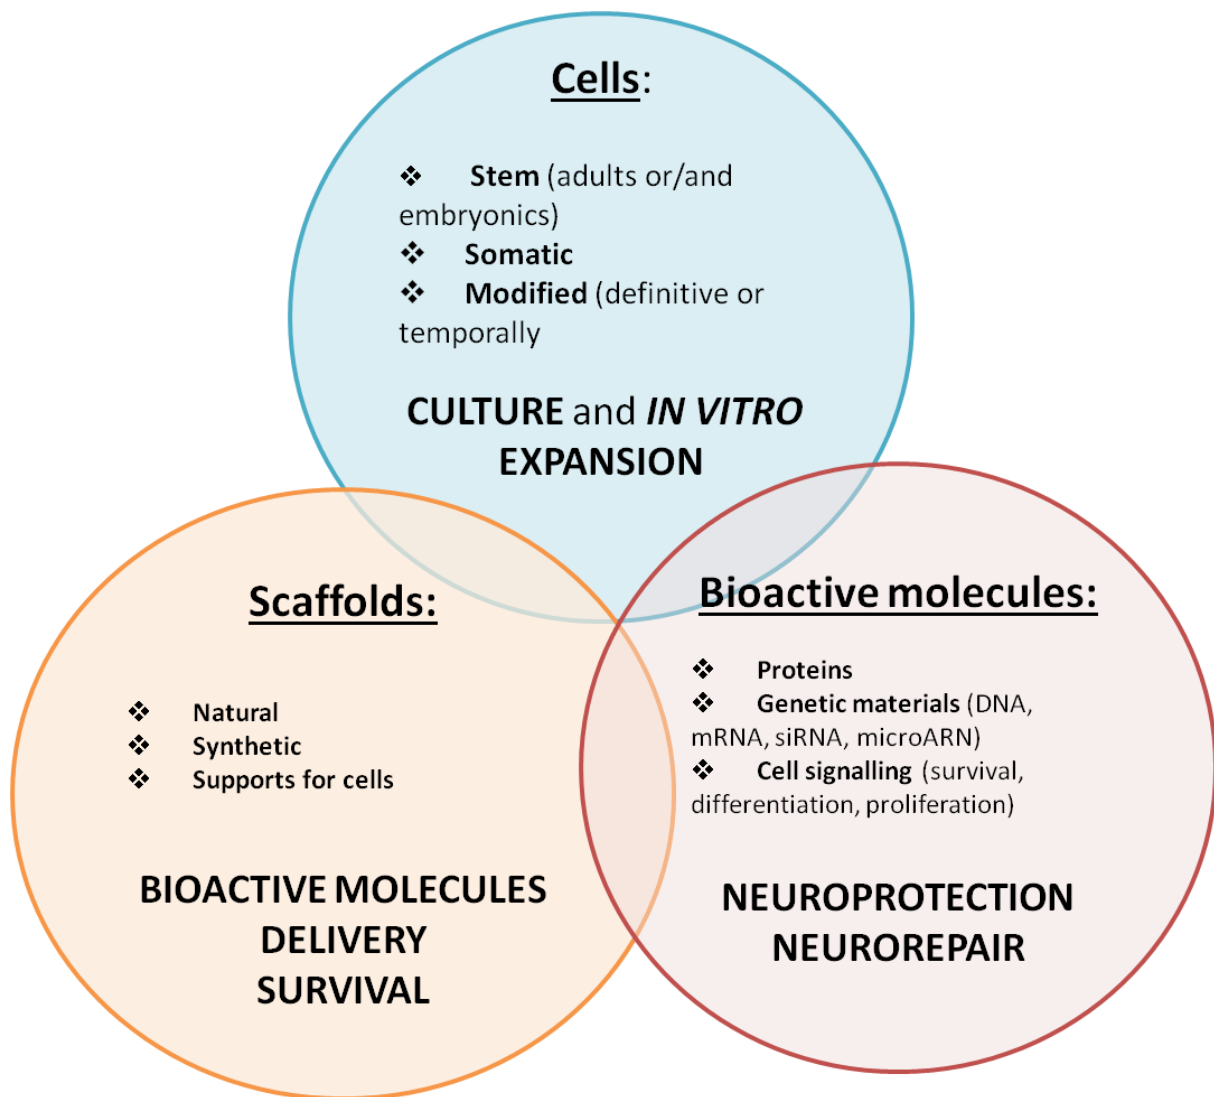 Cells:
❖ Stem (adults or/and
embryonics)
❖ Somatic
❖ Modified (definitive or
temporally
CULTURE and IN VITRO
EXPANSION
Scaffolds:
❖ Natural
❖ Synthetic
❖ Supports for cells
BIOACTIVE MOLECULES
DELIVERY
SURVIVAL
Bioactive molecules:
❖ Proteins
❖ Genetic materials (DNA,
mRNA, siRNA, microARN)
❖ Cell signalling (survival,
differentiation, proliferation)
NEUROPROTECTION
NEUROREPAIR